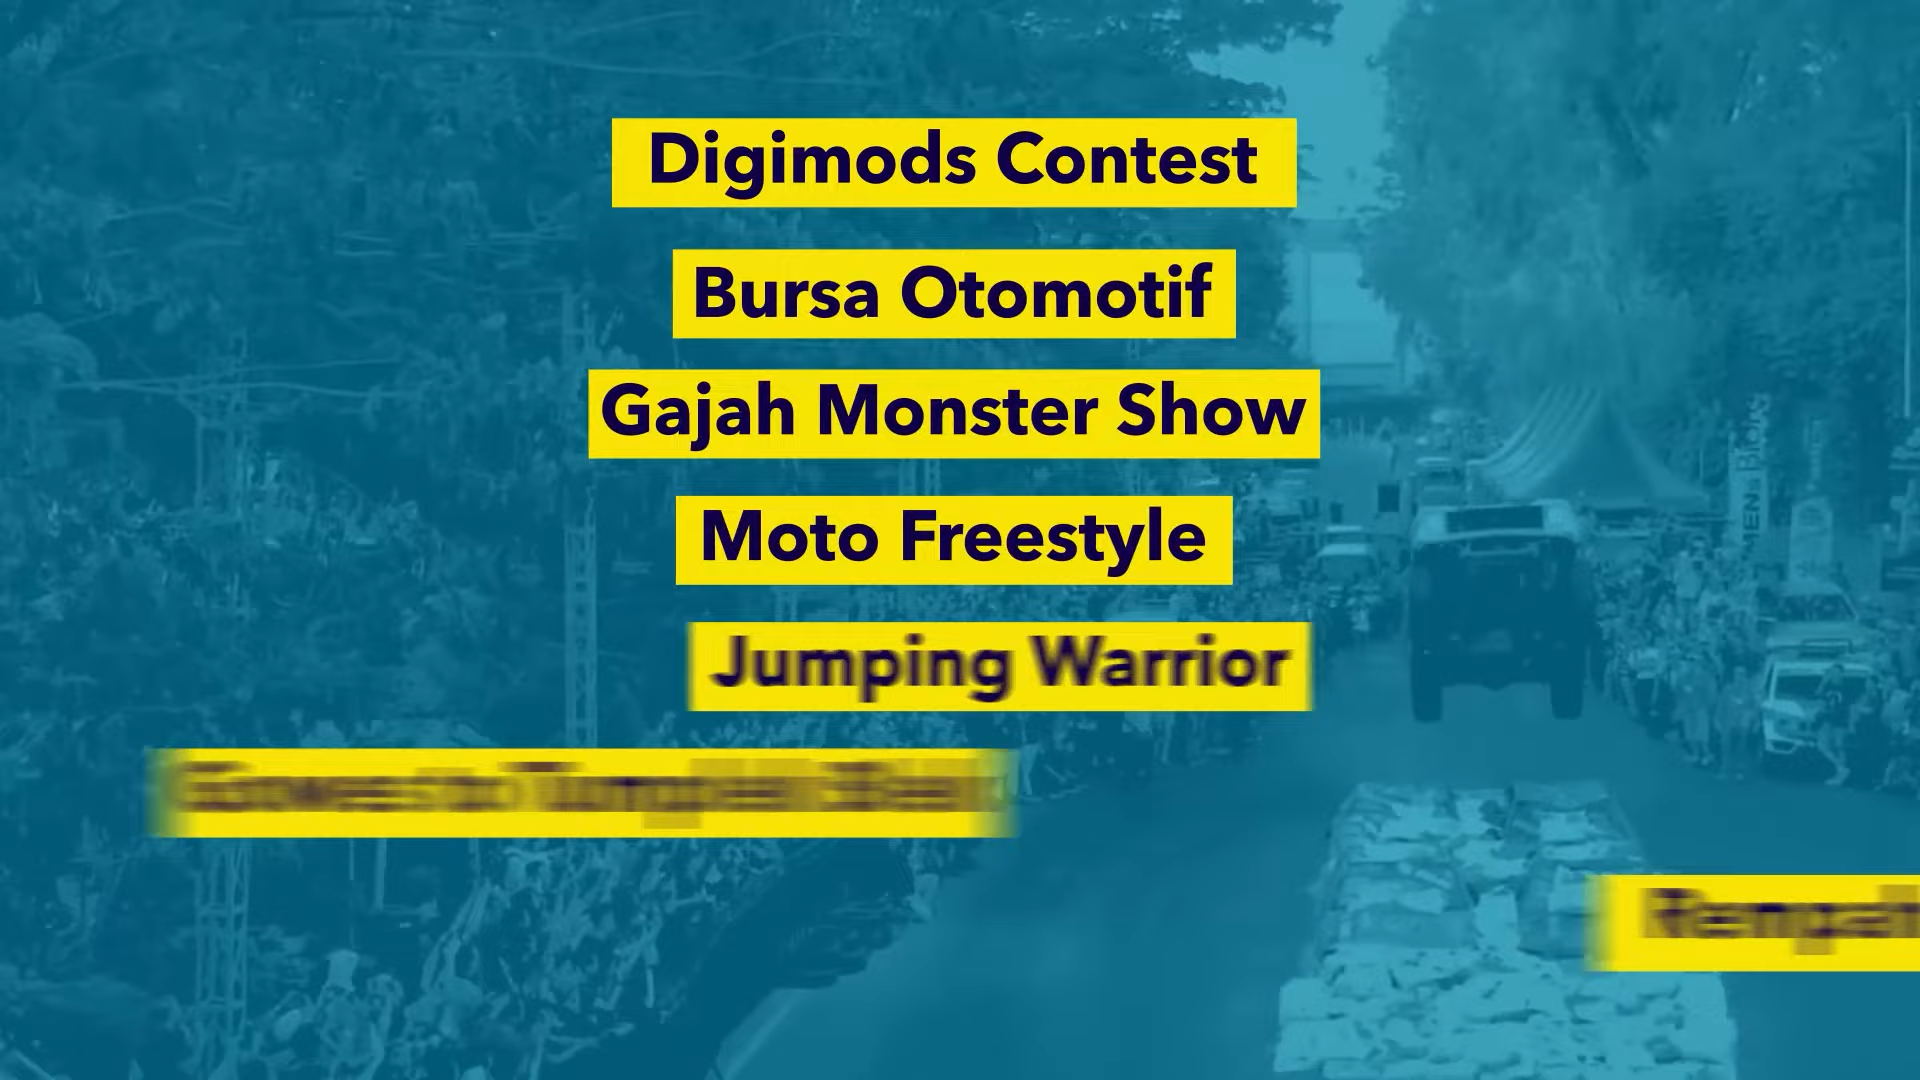 Digimods Contest
Bursa Otomotif
Gajah Monster Show
Moto Freestyle
Jumping Warrior